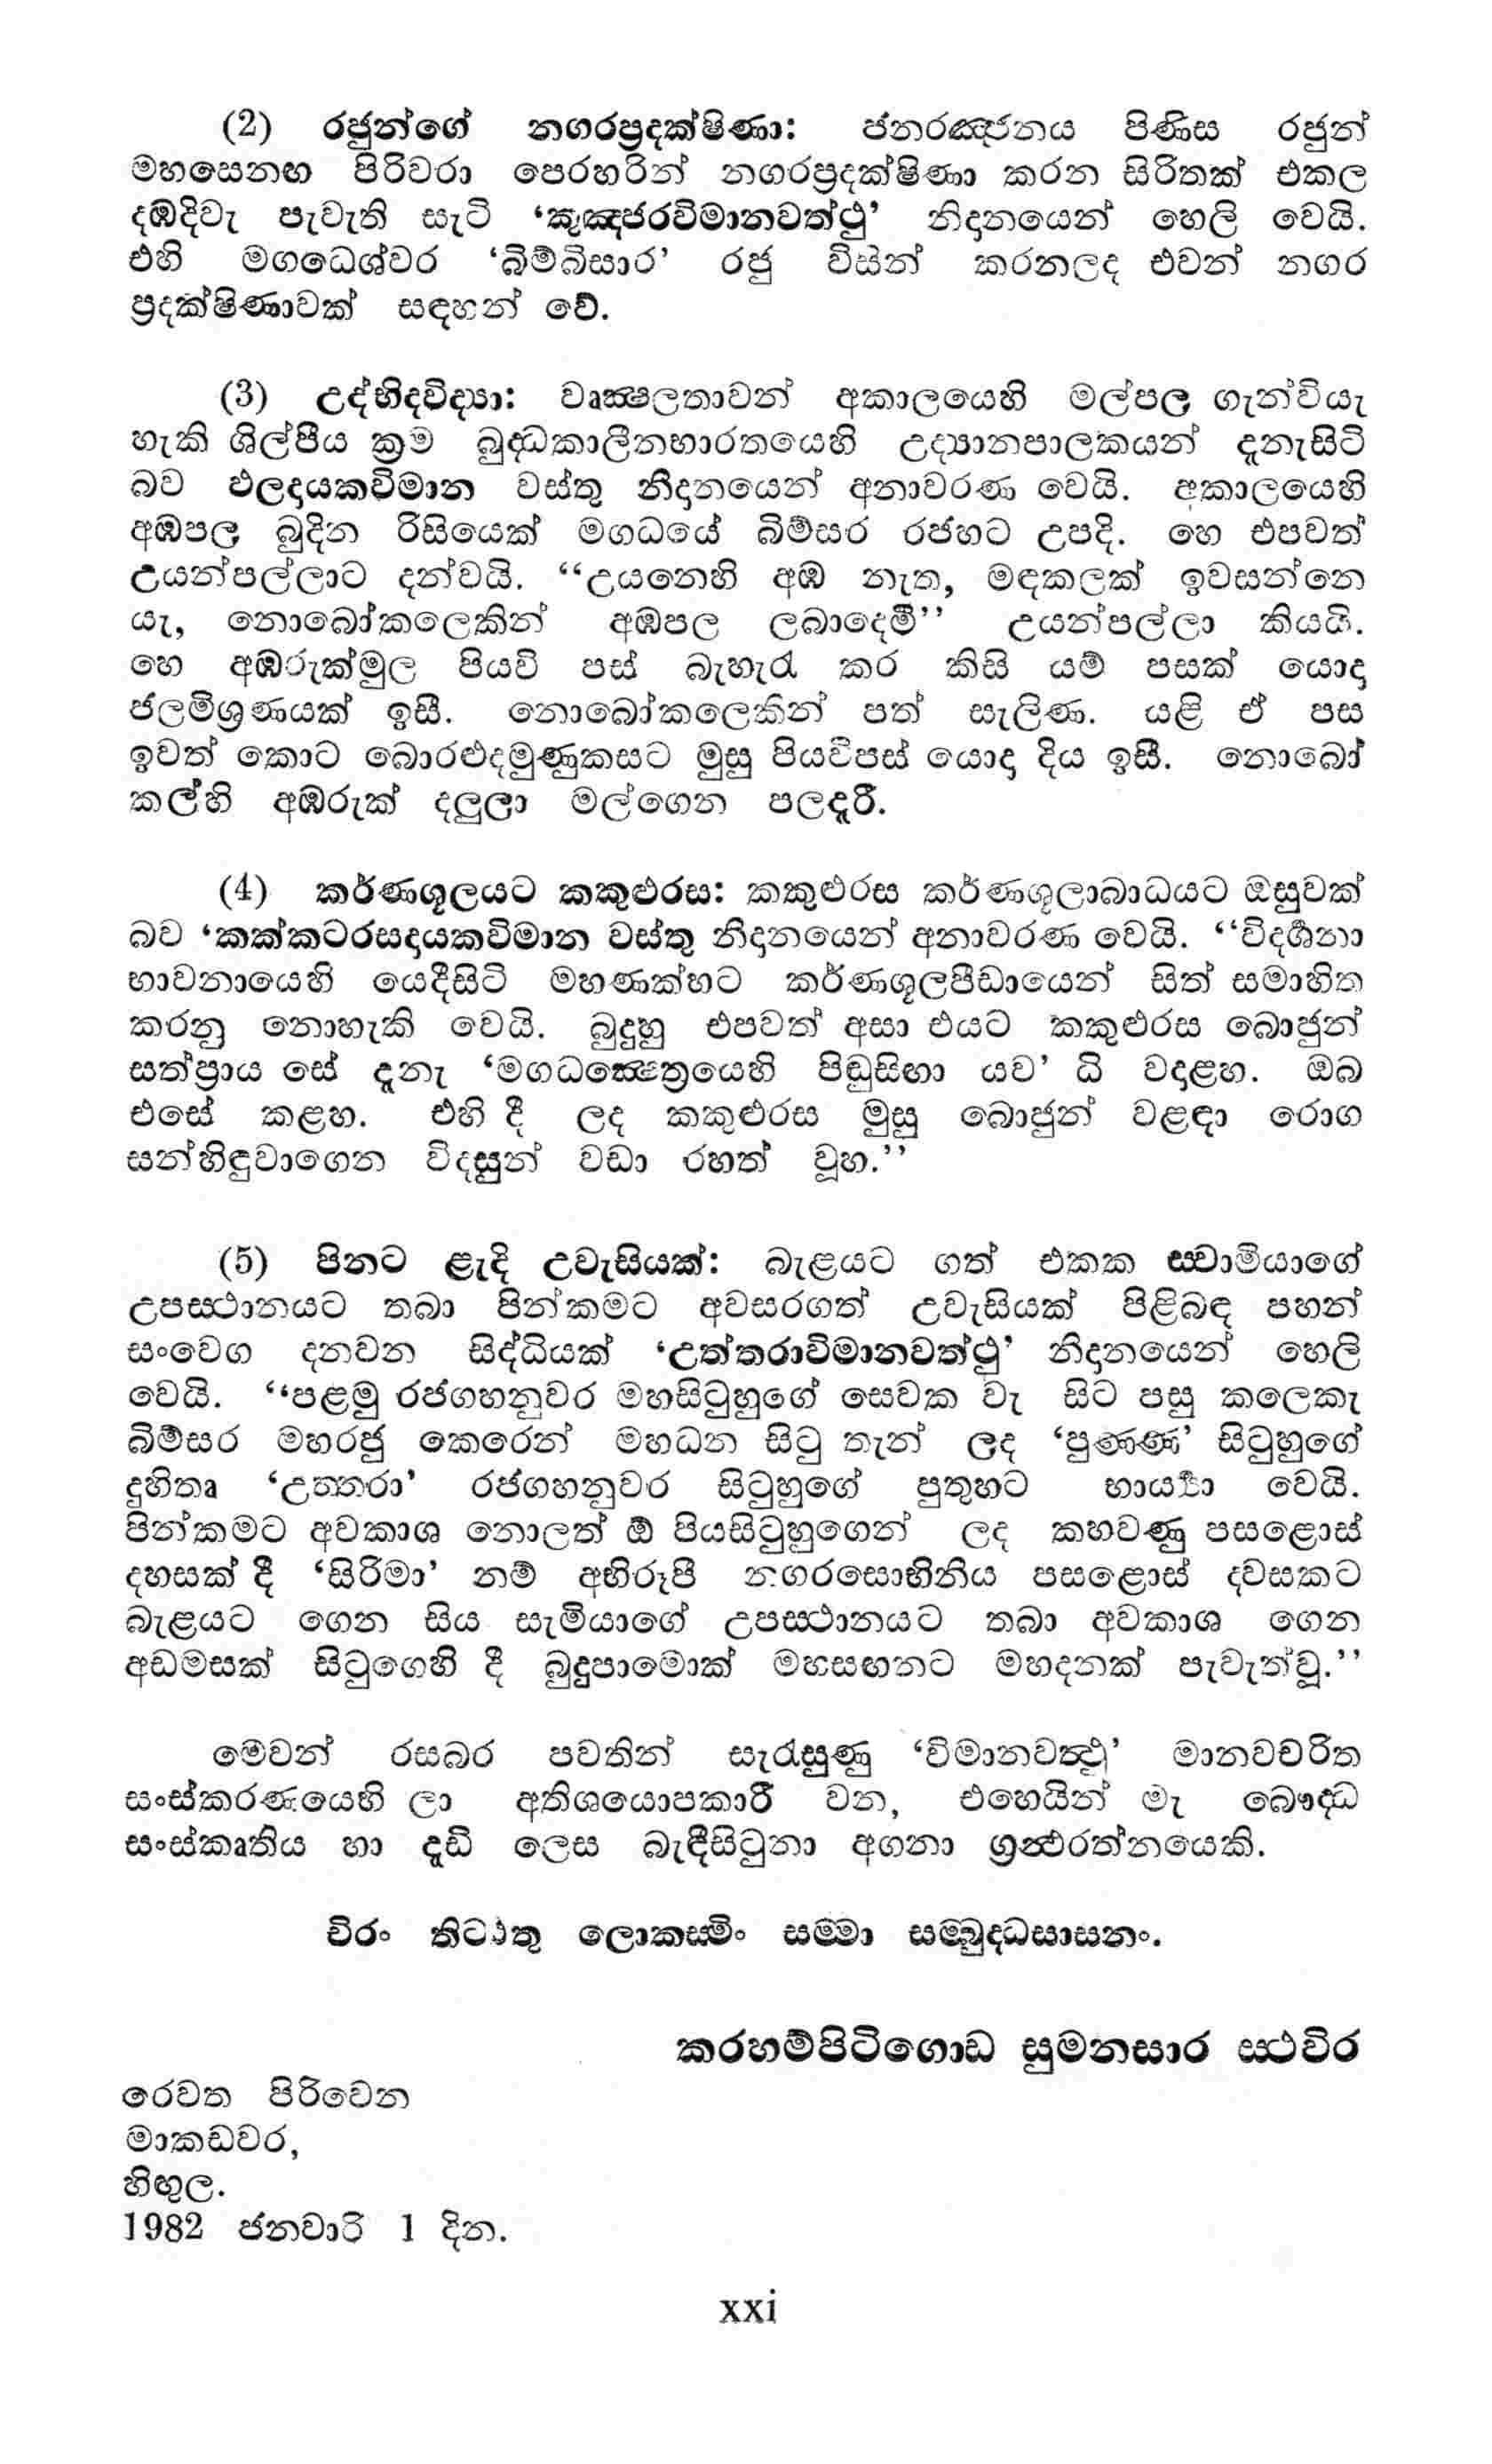 (2) රජුන්ගේ නගරප්‍රදක්ෂිණා: ජනරඤ්ජනය පිණිස රජුන්
මහසෙනඟ පිරිවරා පෙරහරින් නගරප්‍රදක්ෂිණා කරන සිරිතක් එකල
දඹදිවැ පැවැති සැටි ‘කුඤ්ජරවිමානවත්ථු’ නිදානයෙන් හෙලි වෙයි.
එහි මගධෙශ්වර ‘බිම්බිසාර’ රජු විසින් කරනලද එවන් නගර
ප්‍රදක්ෂිණාවක් සඳහන් වේ.
(3) උද්භිදවිද්‍යා: වෘක්‍ෂලතාවන් අකාලයෙහි මල්පල ගැන්වියැ
හැකි ශිල්පීය ක්‍රම බුද්ධකාලීනභාරතයෙහි උද්‍යානපාලකයන් දැනැසිටි
බව ඵලදායකවිමාන වස්තු නිදානයෙන් අනාවරණ වෙයි. අකාලයෙහි
අඹපල බුදින රිසියෙක් මගධයේ බිම්සර රජහට උපදි. හෙ එපවත්
උයන්පල්ලාට දන්වයි. “උයනෙහි අඹ නැත, මඳකලක් ඉවසන්නෙ
යැ, නොබෝකලෙකින් අඹපල ලබාදෙමි” උයන්පල්ලා කියයි.
හෙ අඹරුක්මුල පියවි පස් බැහැරැ කර කිසි යම් පසක් යොදා
ජලමිශ්‍රණයක් ඉසී. නොබෝකලෙකින් පත් සැලිණ. යළි ඒ පස
ඉවත් කොට බොරළුදමුණුකසට මුසු පියවිපස් යොදා දිය ඉසී. නොබෝ
කල්හි අඹරුක් දලුලා මල්ගෙන පලදැරී.
(4) කර්ණශූලයට කකුළුරස: කකුළුරස කර්ණශූලාබාධයට ඔසුවක්
බව ‘කක්කටරසදායකවිමාන වස්තු නිදානයෙන් අනාවරණ වෙයි. “විදර්‍ශනා
භාවනායෙහි යෙදීසිටි මහණක්හට කර්ණශූලපීඩායෙන් සිත් සමාහිත
කරනු නොහැකි වෙයි. බුදුහු එපවත් අසා එයට කකුළුරස බොජුන්
සත්ප්‍රාය සේ දැනැ ‘මගධක්‍ෂෙත්‍රයෙහි පිඬුසිඟා යව’ යි වදාළහ. ඔබ
එසේ කළහ. එහි දී ලද කකුළුරස මුසු බොජුන් වළඳා රොග
සන්හිඳුවාගෙන විදසුන් වඩා රහත් වූහ.”
(5) පිනට ළැදි උවැසියක්: බැළයට ගත් එකක ස්වාමියාගේ
උපස්ථානයට තබා පින්කමට අවසරගත් උවැසියක් පිළිබඳ පහන්
සංවෙග දනවන සිද්ධියක් ‘උත්තරාවිමානවත්ථු’ නිදානයෙන් හෙලි
වෙයි. “පළමු රජගහනුවර මහසිටුහුගේ සෙවක වැ සිට පසු කලෙකැ
බිම්සර මහරජු කෙරෙන් මහධන සිටු තැන් ලද ‘පුණ්ණ’ සිටුහුගේ
දුහිතෘ ‘උත්තරා’ රජගහනුවර සිටුහුගේ පුතුහට භාර්‍ය්‍යා වෙයි.
පින්කමට අවකාශ නොලත් ඕ පියසිටුහුගෙන් ලද කහවණු පසළොස්
දහසක් දී ‘සිරිමා’ නම් අභිරූපී නගරසොභිනිය පසළොස් දවසකට
බැළයට ගෙන සිය සැමියාගේ උපස්ථානයට තබා අවකාශ ගෙන
අඩමසක් සිටුගෙහි දී බුදුපාමොක් මහසඟනට මහදනක් පැවැත්වූ.”
මෙවන් රසබර පවතින් සැරැසුණු ‘විමානවත්‍ථු’ මානවචරිත
සංස්කරණයෙහි ලා අතිශයොපකාරී වන, එහෙයින් මැ බෞද්ධ
සංස්කෘතිය හා දැඩි ලෙස බැඳීසිටුනා අගනා ග්‍රන්‍ථරත්නයෙකි.
චිරං තිට්ඨතු ලොකස්මිං සම්මා සම්බුද්ධසාසනං.
කරහම්පිටිගොඩ සුමනසාර ස්ථවිර
රෙවත පිරිවෙන
මාකඩවර,
හිඟුල.
1982 ජනවාරි 1 දින.
xxi